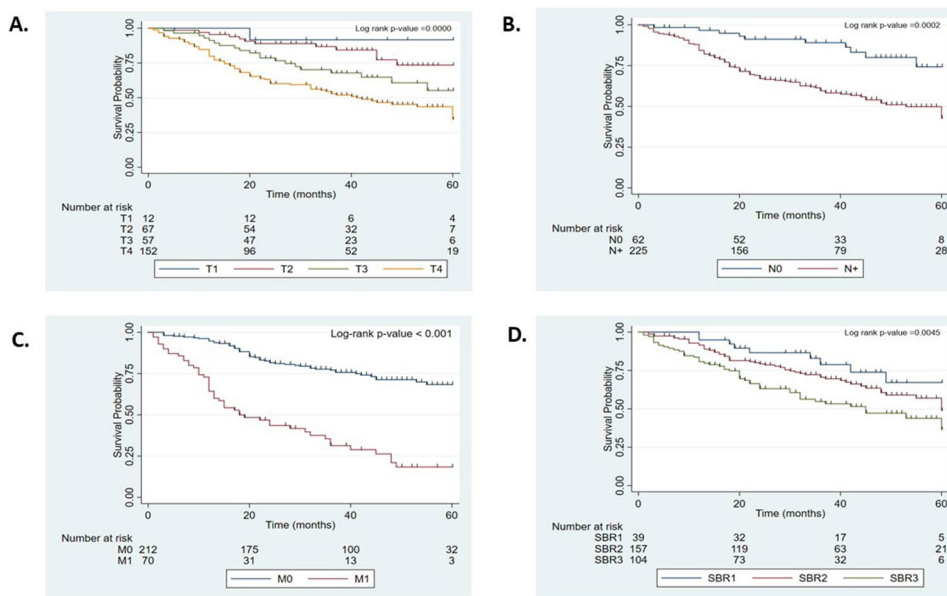 A.
Log rank p-value =0.0000
Survival Probability
1.00
0.75
0.50
0.25
0.00
0 20 40 60
Time (months)
Number at risk
T1 12 12 6 4
T2 67 54 32 7
T3 57 47 23 6
T4 152 96 52 19
T1 T2 T3 T4
B.
Log rank p-value =0.0002
Survival Probability
1.00
0.75
0.50
0.25
0.00
0 20 40 60
Time (months)
Number at risk
N0 62 52 33 8
N+ 225 156 79 28
N0 N+
C.
Log-rank p-value < 0.001
Survival Probability
1.00
0.75
0.50
0.25
0.00
0 20 40 60
Time (months)
Number at risk
M0 212 175 100 32
M1 70 31 13 3
M0 M1
D.
Log rank p-value =0.0045
Survival Probability
1.00
0.75
0.50
0.25
0.00
0 20 40 60
Time (months)
Number at risk
SBR1 39 32 17 5
SBR2 157 119 63 21
SBR3 104 73 32 6
SBR1 SBR2 SBR3